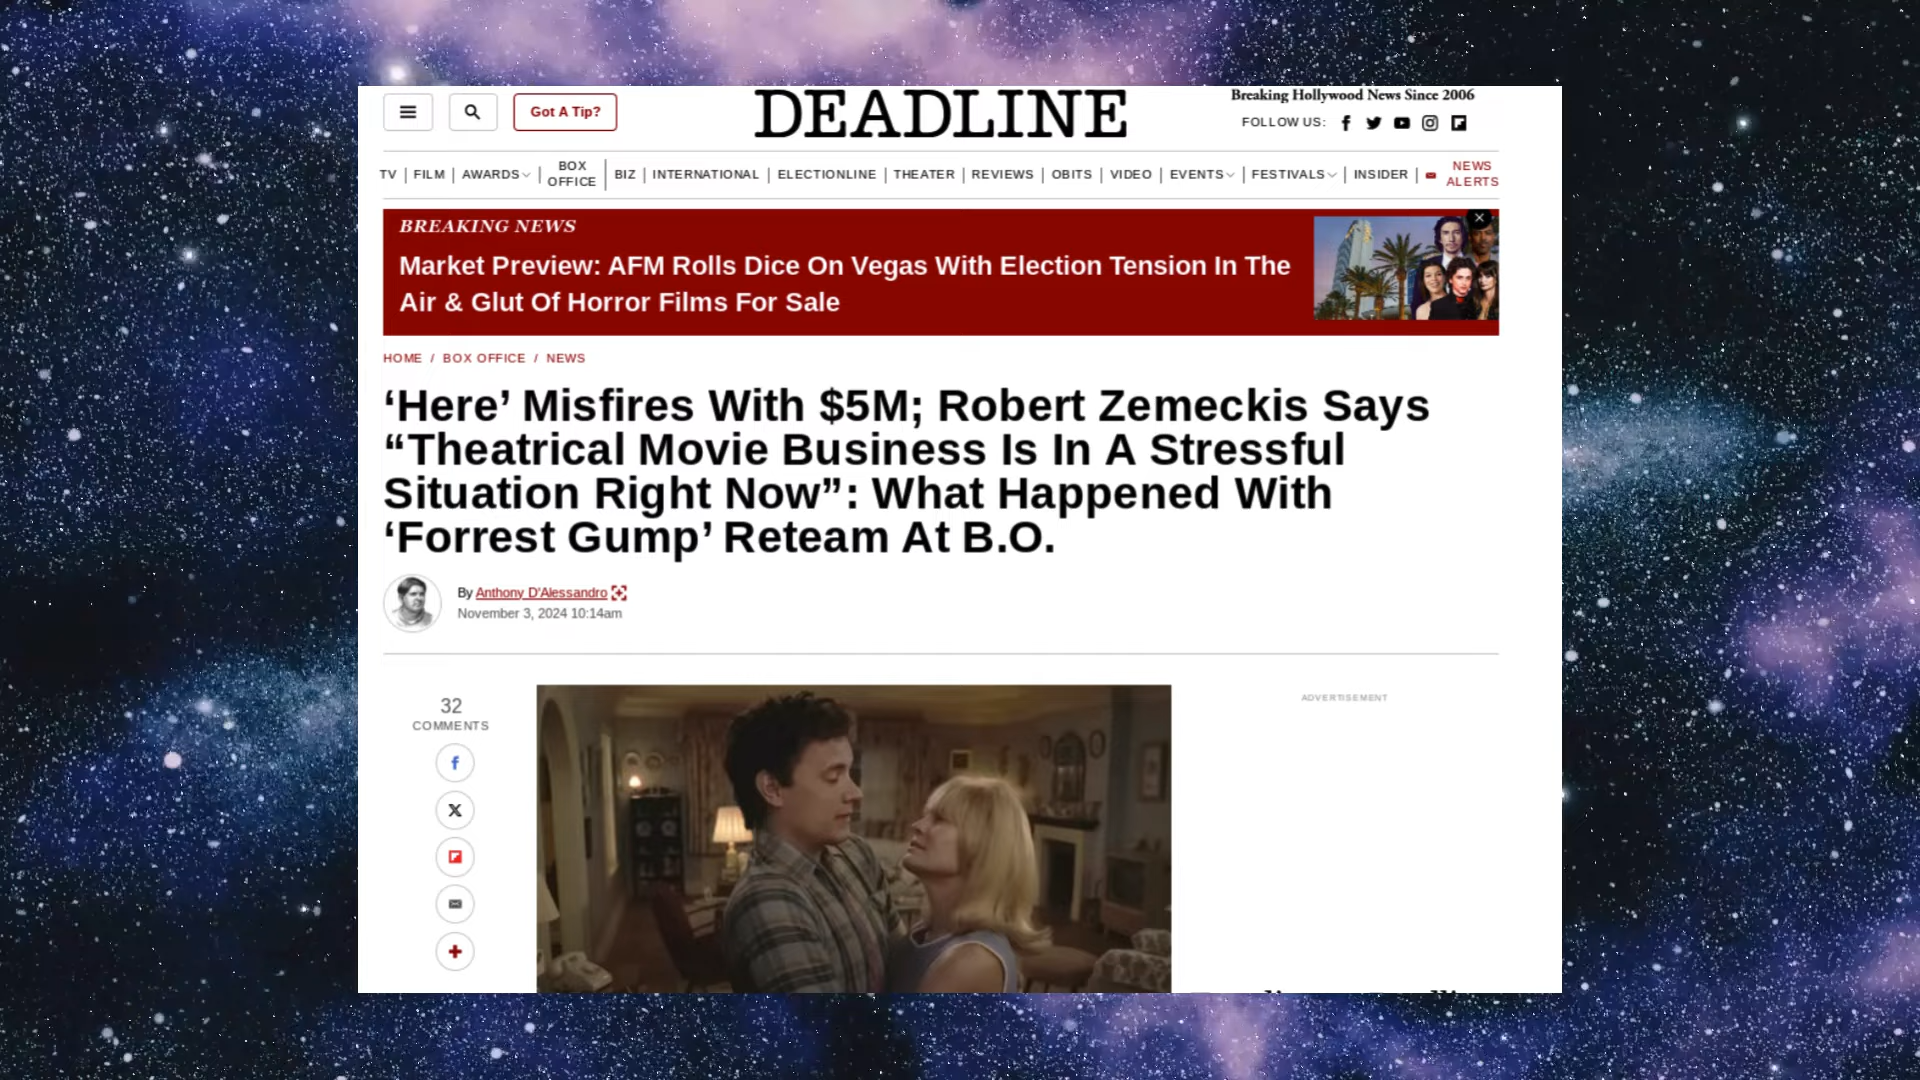 Got A Tip?
DEADLINE
Breaking Hollywood News Since 2006
FOLLOW US:
TV | FILM | AWARDS | BOX OFFICE | BIZ | INTERNATIONAL | ELECTIONLINE | THEATER | REVIEWS | OBITS | VIDEO | EVENTS | FESTIVALS | INSIDER | NEWS ALERTS
BREAKING NEWS
Market Preview: AFM Rolls Dice On Vegas With Election Tension In The
Air & Glut Of Horror Films For Sale
HOME / BOX OFFICE / NEWS
‘Here’ Misfires With $5M; Robert Zemeckis Says
“Theatrical Movie Business Is In A Stressful
Situation Right Now”: What Happened With
‘Forrest Gump’ Reteam At B.O.
By Anthony D'Alessandro
November 3, 2024 10:14am
32
COMMENTS
ADVERTISEMENT